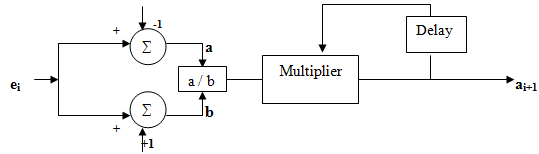 -1
+
Σ
a
Delay
Multiplier
a / b
eᵢ
aᵢ₊₁
Σ
b
+
+1